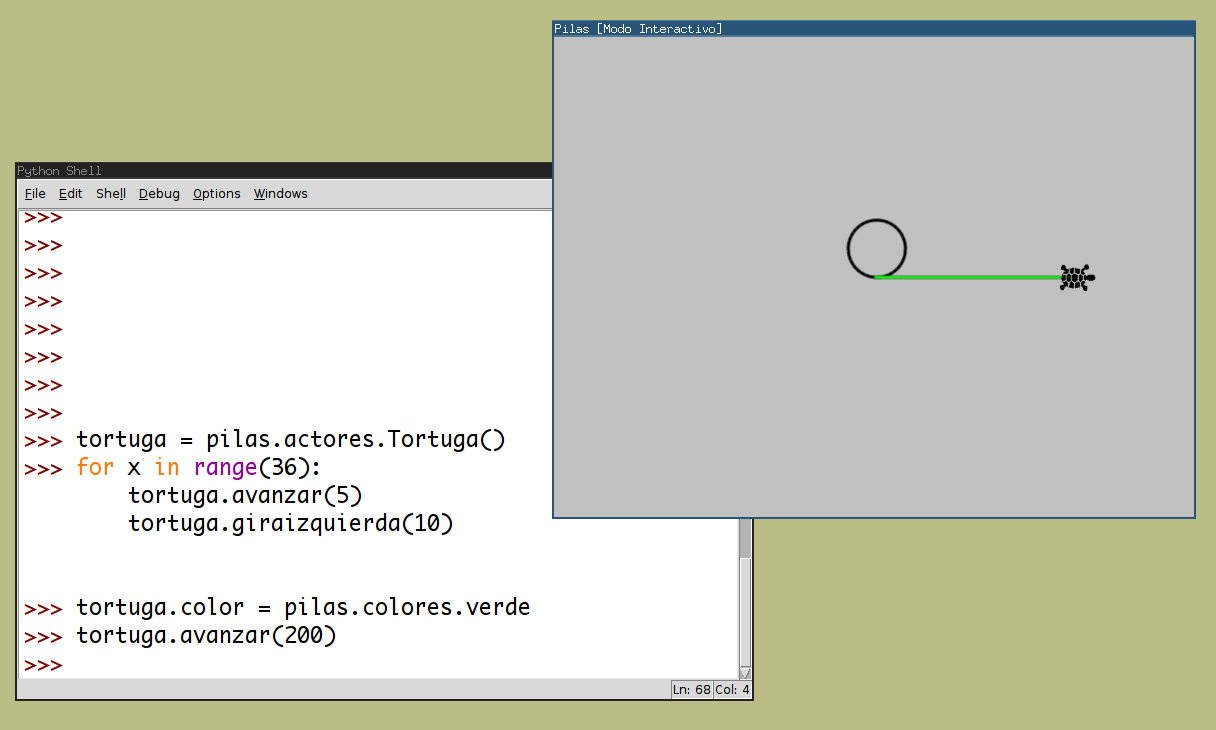 Pilas [Modo Interactivo]
Python Shell
File Edit Shell Debug Options Windows
>>>
>>>
>>>
>>>
>>>
>>>
>>>
>>>
>>> tortuga = pilas.actores.Tortuga()
>>> for x in range(36):
tortuga.avanzar(5)
tortuga.giraizquierda(10)
>>> tortuga.color = pilas.colores.verde
>>> tortuga.avanzar(200)
>>>
Ln: 68 Col: 4